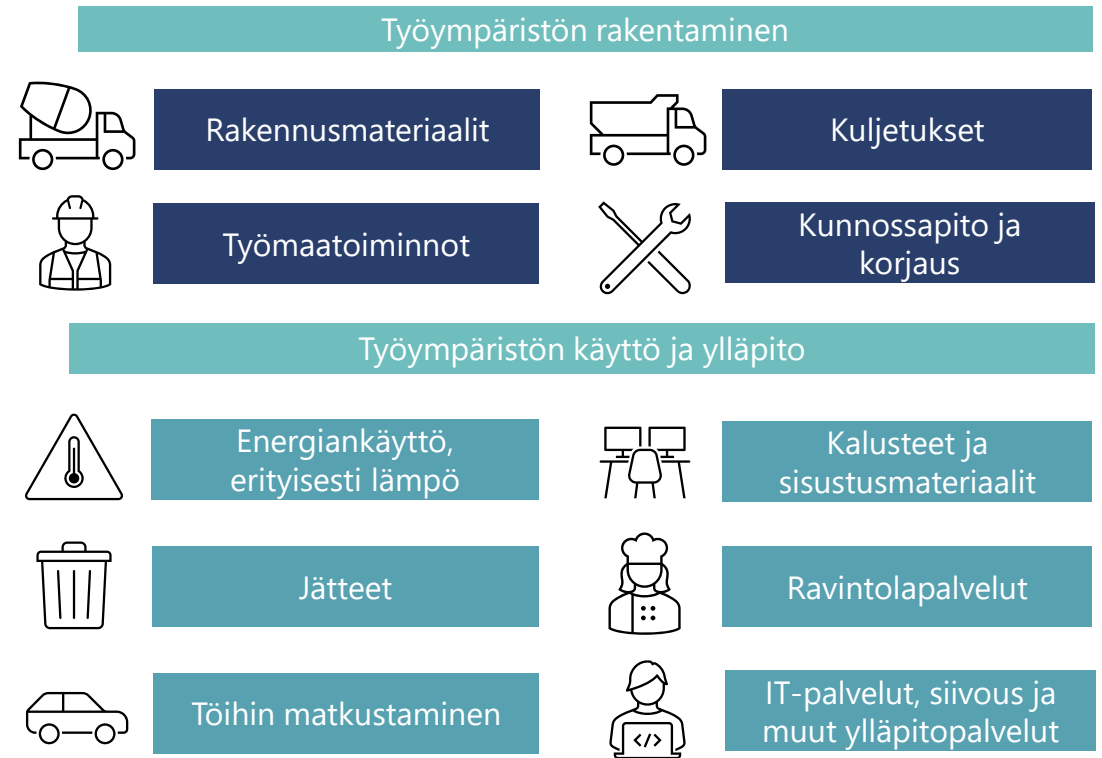 Työympäristön rakentaminen
Rakennusmateriaalit
Kuljetukset
Työmaatoiminnot
Kunnossapito ja
korjaus
Työympäristön käyttö ja ylläpito
Energiankäyttö,
erityisesti lämpö
Kalusteet ja
sisustusmateriaalit
Jätteet
Ravintolapalvelut
Töihin matkustaminen
IT-palvelut, siivous ja
muut ylläpitopalvelut
</>